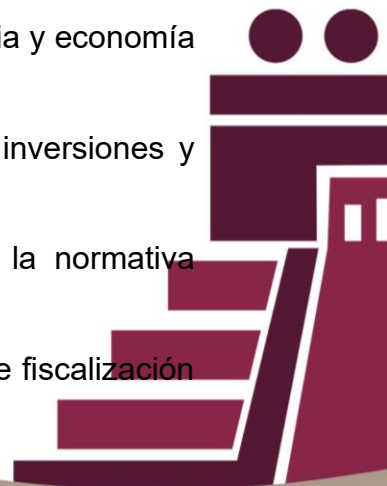 ia y economía
inversiones y
la normativa
e fiscalización